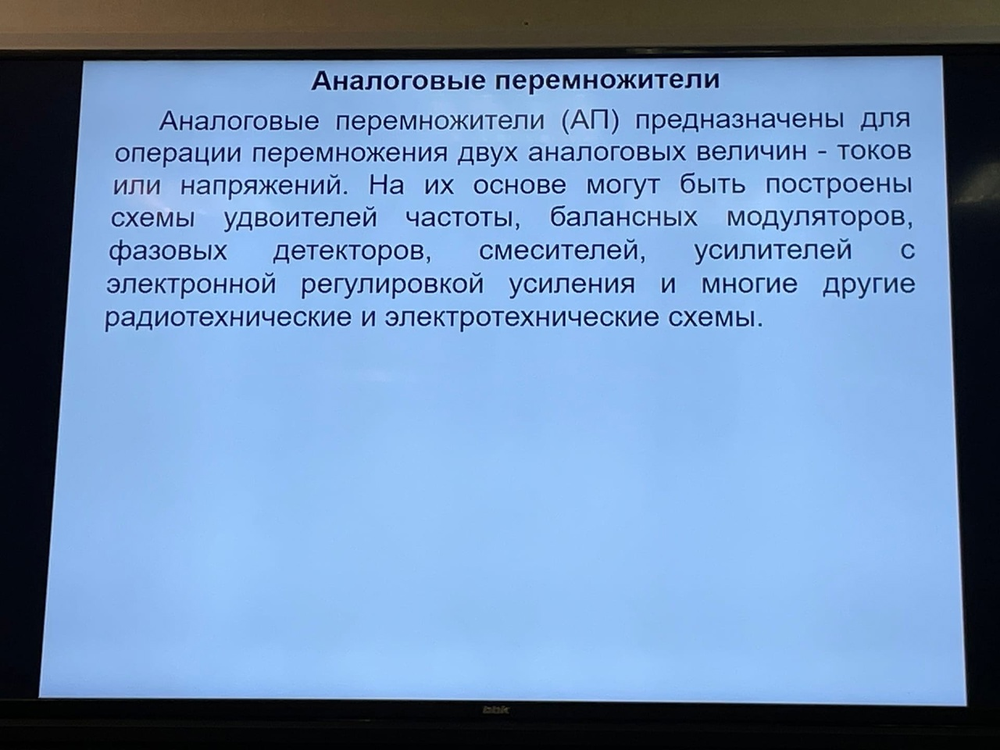 Аналоговые перемножители
Аналоговые перемножители (АП) предназначены для
операции перемножения двух аналоговых величин - токов
или напряжений. На их основе могут быть построены
схемы удвоителей частоты, балансных модуляторов,
фазовых детекторов, смесителей, усилителей с
электронной регулировкой усиления и многие другие
радиотехнические и электротехнические схемы.
bbk